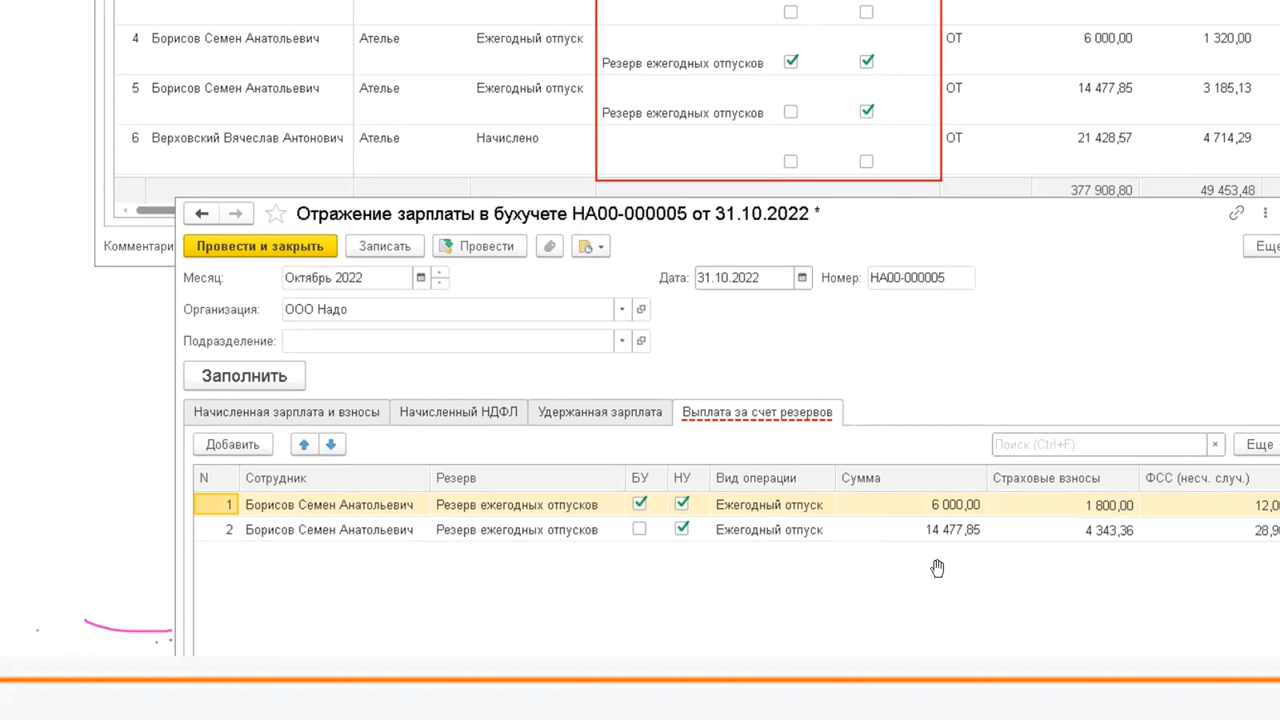 4 Борисов Семен Анатольевич Ателье Ежегодный отпуск ОТ 6 000,00 1 320,00
Резерв ежегодных отпусков
5 Борисов Семен Анатольевич Ателье Ежегодный отпуск ОТ 14 477,85 3 185,13
Резерв ежегодных отпусков
6 Верховский Вячеслав Антонович Ателье Начислено ОТ 21 428,57 4 714,29
377 908,80 49 453,48
Комментари
Отражение зарплаты в бухучете НА00-000005 от 31.10.2022 *
Провести и закрыть Записать Провести Еще
Месяц: Октябрь 2022 Дата: 31.10.2022 Номер: НА00-000005
Организация: ООО Надо
Подразделение:
Заполнить
Начисленная зарплата и взносы Начисленный НДФЛ Удержанная зарплата Выплата за счет резервов
Добавить Поиск (Ctrl+F) × Еще
N Сотрудник Резерв БУ НУ Вид операции Сумма Страховые взносы ФСС (несч. случ.)
1 Борисов Семен Анатольевич Резерв ежегодных отпусков Ежегодный отпуск 6 000,00 1 800,00 12,0
2 Борисов Семен Анатольевич Резерв ежегодных отпусков Ежегодный отпуск 14 477,85 4 343,36 28,9